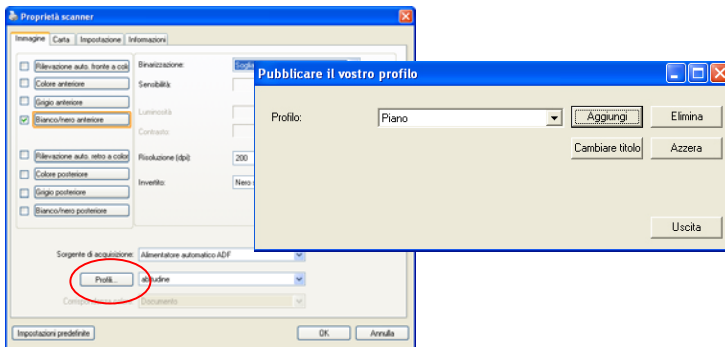 Proprietà scanner
Immagine Carta Impostazione Informazioni
Rilevazione auto. fronte a col
Colore anteriore
Grigio anteriore
Bianco/nero anteriore
Rilevazione auto. retro a color
Colore posteriore
Grigio posteriore
Bianco/nero posteriore
Binarizzazione: Soglia
Sensibilità:
Luminosità
Contrasto:
Risoluzione (dpi): 200
Invertito: Nero
Sorgente di acquisizione: Alimentatore automatico ADF
Profili... abitudine
Documento
Impostazioni predefinite OK Annulla
Pubblicare il vostro profilo
Profilo: Piano Aggiungi Elimina
Cambiare titolo Azzera
Uscita